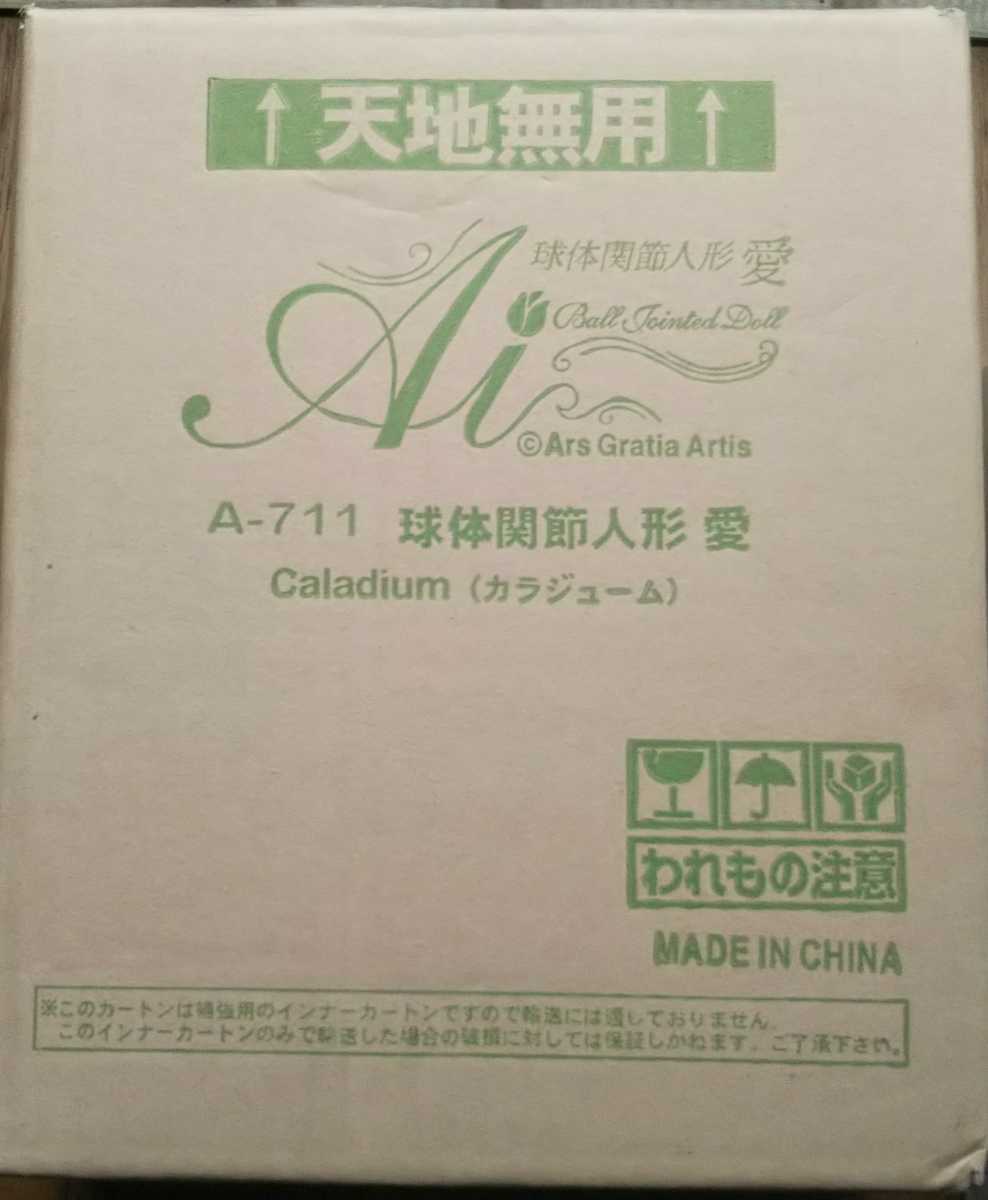 ↑天地無用↑
Ai
球体関節人形 愛
Ball Jointed Doll
©Ars Gratia Artis
A-711 球体関節人形 愛
Caladium（カラジューム）
われもの注意
MADE IN CHINA
※このカートンは補強用のインナーカートンですので輸送には適しておりません。
このインナーカートンのみで輸送した場合の破損に対しては保証しかねます。ご了承下さい。